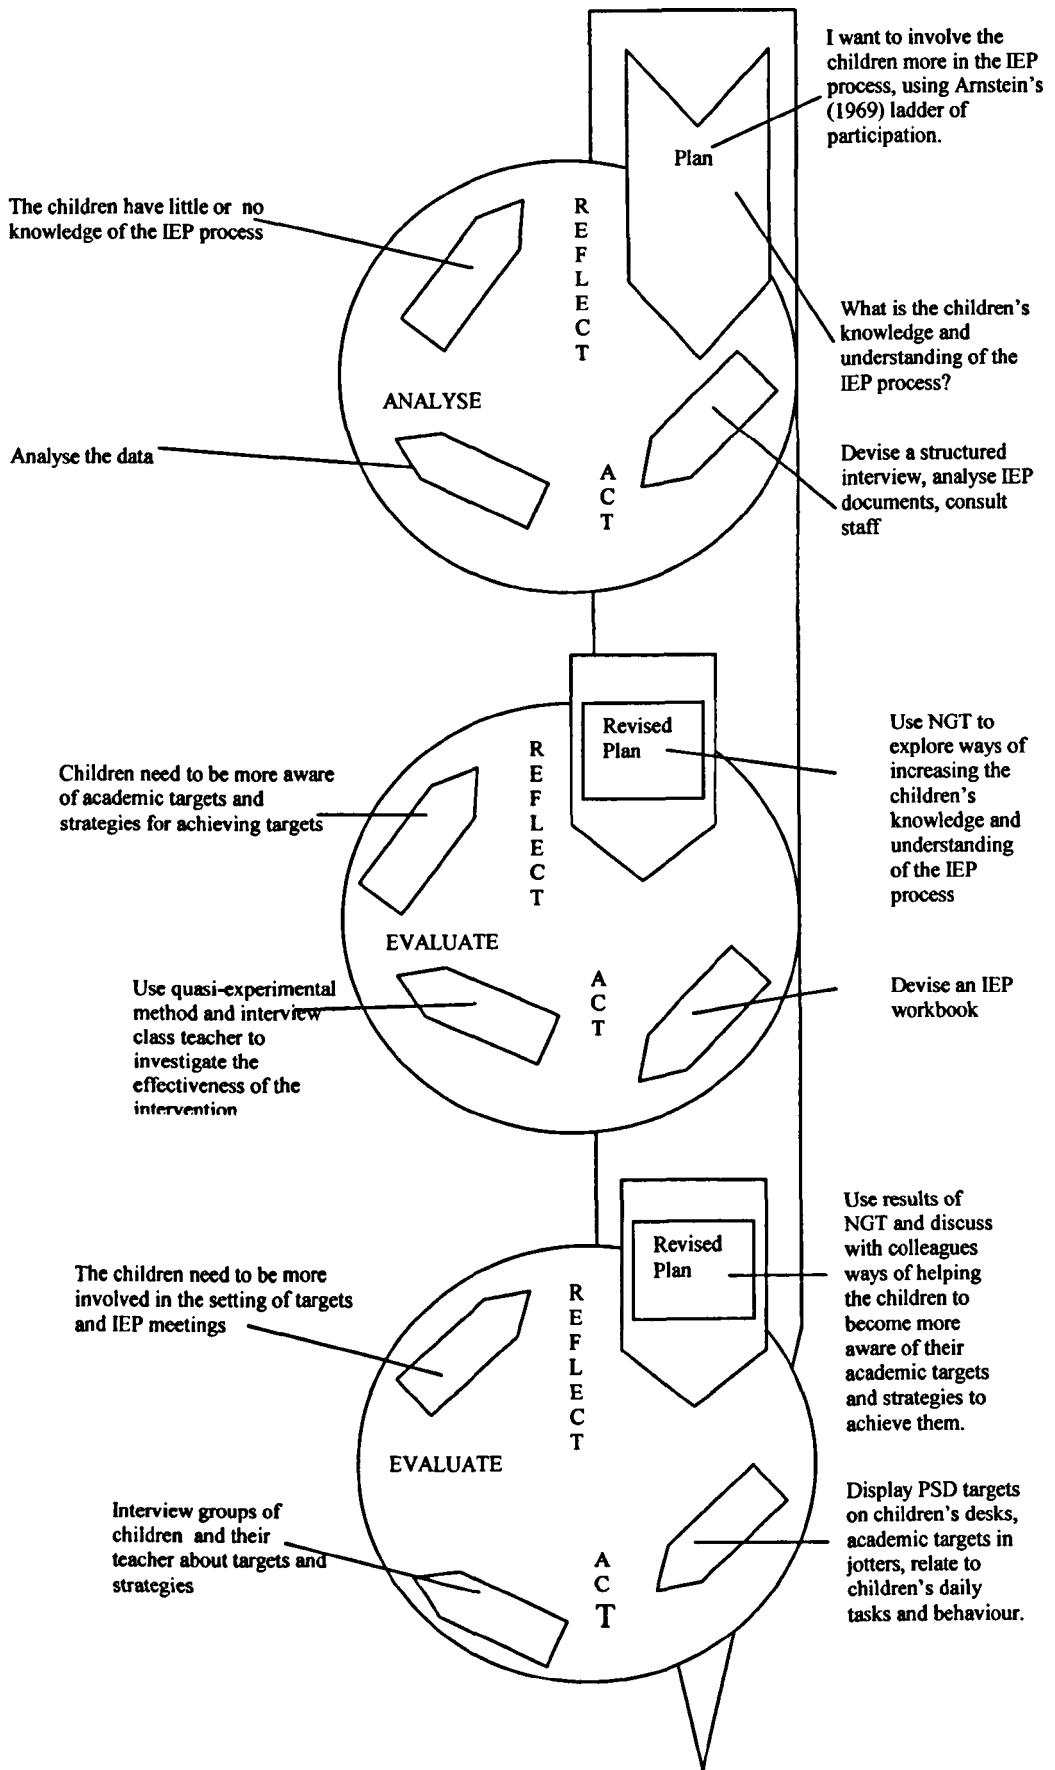 I want to involve the
children more in the IEP
process, using Arnstein's
(1969) ladder of
participation.
Plan
The children have little or no
knowledge of the IEP process
REFLECT
What is the children's
knowledge and
understanding of the
IEP process?
ANALYSE
Analyse the data
ACT
Devise a structured
interview, analyse IEP
documents, consult
staff
Revised
Plan
Use NGT to
explore ways of
increasing the
children's
knowledge and
understanding
of the IEP
process
REFLECT
Children need to be more aware
of academic targets and
strategies for achieving targets
EVALUATE
Use quasi-experimental
method and interview
class teacher to
investigate the
effectiveness of the
intervention
ACT
Devise an IEP
workbook
Revised
Plan
Use results of
NGT and discuss
with colleagues
ways of helping
the children to
become more
aware of their
academic targets
and strategies to
achieve them.
The children need to be more
involved in the setting of targets
and IEP meetings
REFLECT
EVALUATE
Interview groups of
children and their
teacher about targets and
strategies
ACT
Display PSD targets
on children's desks,
academic targets in
jotters, relate to
children's daily
tasks and behaviour.